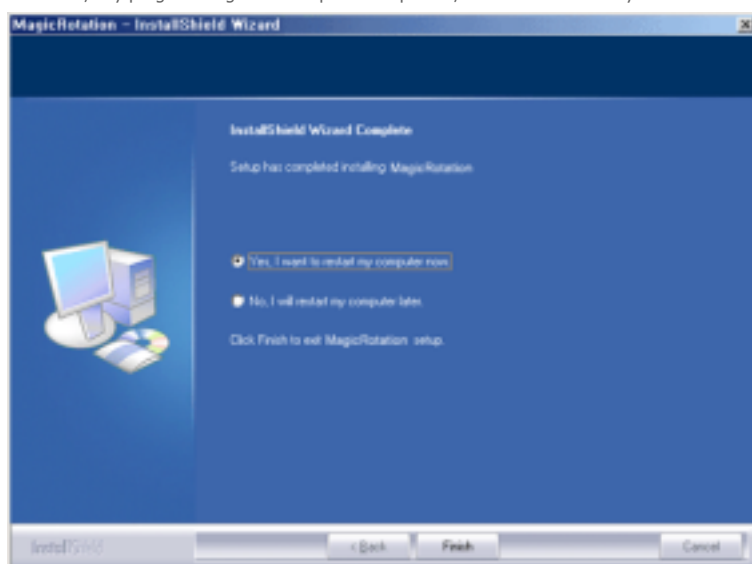 MagicRotation - InstallShield Wizard
InstallShield Wizard Complete
Setup has completed installing MagicRotation
Yes, I want to restart my computer now.
No, I will restart my computer later.
Click Finish to exit MagicRotation setup.
InstallShield
< Back
Finish
Cancel